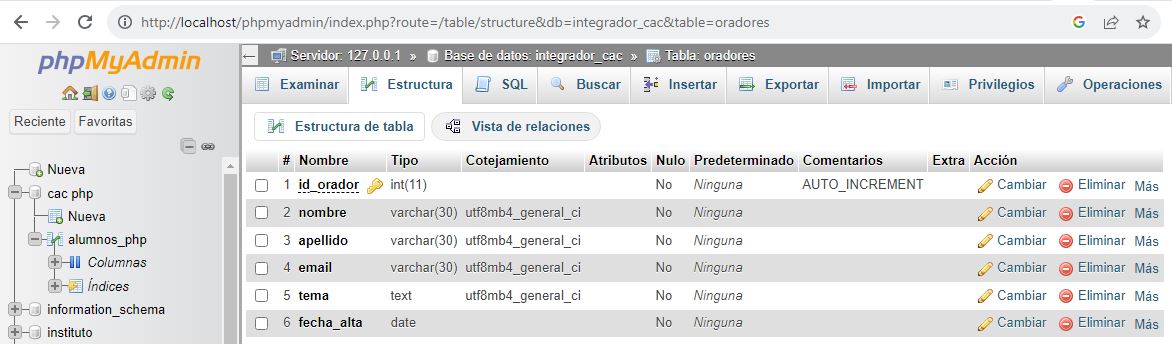 http://localhost/phpmyadmin/index.php?route=/table/structure&db=integrador_cac&table=oradores
phpMyAdmin
Reciente Favoritas
Nueva
cac php
Nueva
alumnos_php
Columnas
Índices
information_schema
instituto
Servidor: 127.0.0.1 » Base de datos: integrador_cac » Tabla: oradores
Examinar Estructura SQL Buscar Insertar Exportar Importar Privilegios Operaciones
Estructura de tabla Vista de relaciones
# Nombre Tipo Cotejamiento Atributos Nulo Predeterminado Comentarios Extra Acción
1 id_orador int(11) No Ninguna AUTO_INCREMENT Cambiar Eliminar Más
2 nombre varchar(30) utf8mb4_general_ci No Ninguna Cambiar Eliminar Más
3 apellido varchar(30) utf8mb4_general_ci No Ninguna Cambiar Eliminar Más
4 email varchar(30) utf8mb4_general_ci No Ninguna Cambiar Eliminar Más
5 tema text utf8mb4_general_ci No Ninguna Cambiar Eliminar Más
6 fecha_alta date No Ninguna Cambiar Eliminar Más